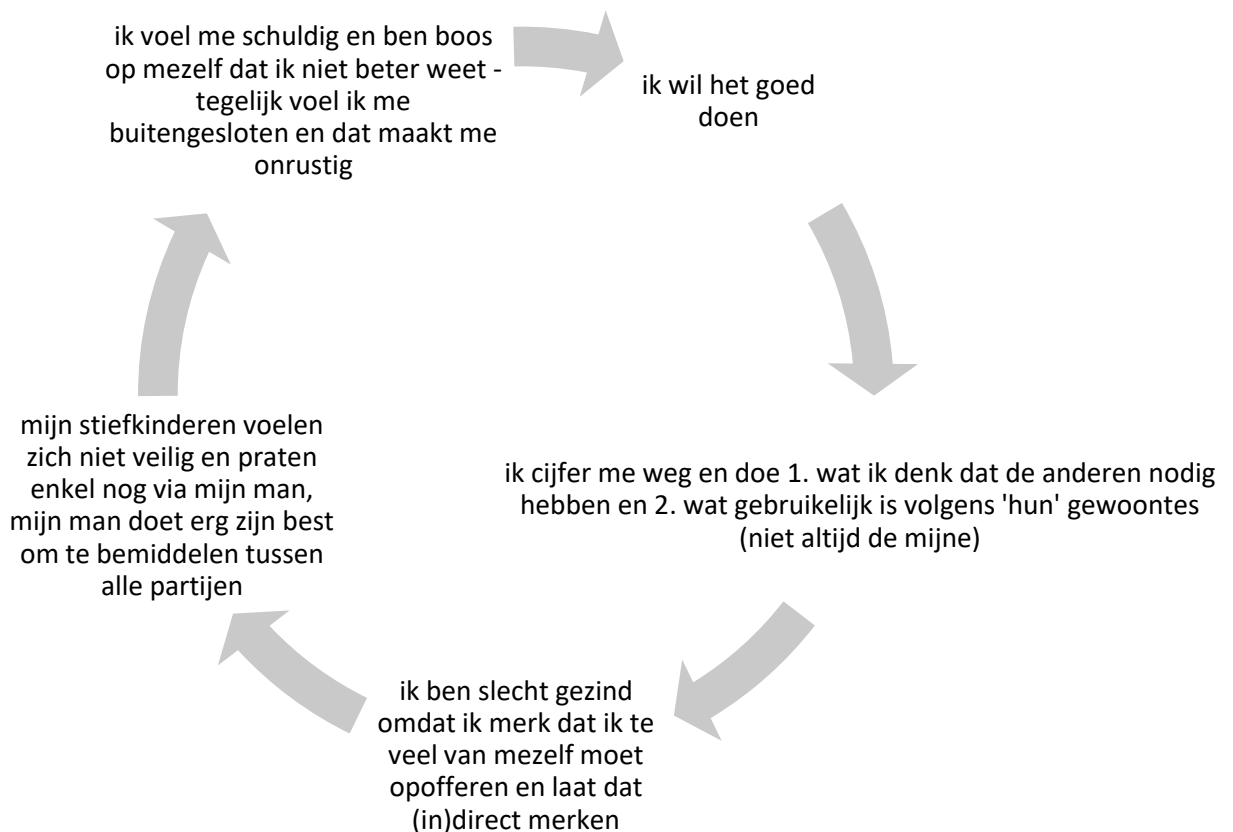 ik voel me schuldig en ben boos
op mezelf dat ik niet beter weet -
tegelijk voel ik me
buitengesloten en dat maakt me
onrustig
ik wil het goed
doen
ik cijfer me weg en doe 1. wat ik denk dat de anderen nodig
hebben en 2. wat gebruikelijk is volgens 'hun' gewoontes
(niet altijd de mijne)
ik ben slecht gezind
omdat ik merk dat ik te
veel van mezelf moet
opofferen en laat dat
(in)direct merken
mijn stiefkinderen voelen
zich niet veilig en praten
enkel nog via mijn man,
mijn man doet erg zijn best
om te bemiddelen tussen
alle partijen